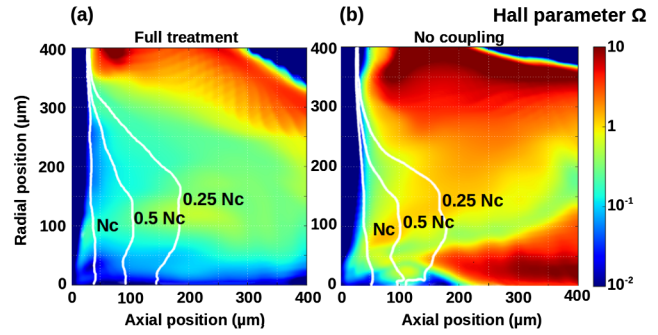 (a)
Full treatment
(b)
No coupling
Hall parameter Ω
400
300
200
100
0
Radial position (µm)
Nc
0.5 Nc
0.25 Nc
0 100 200 300 400
Axial position (µm)
400
300
200
100
0
Nc
0.5 Nc
0.25 Nc
0 100 200 300 400
Axial position (µm)
10
1
10⁻¹
10⁻²